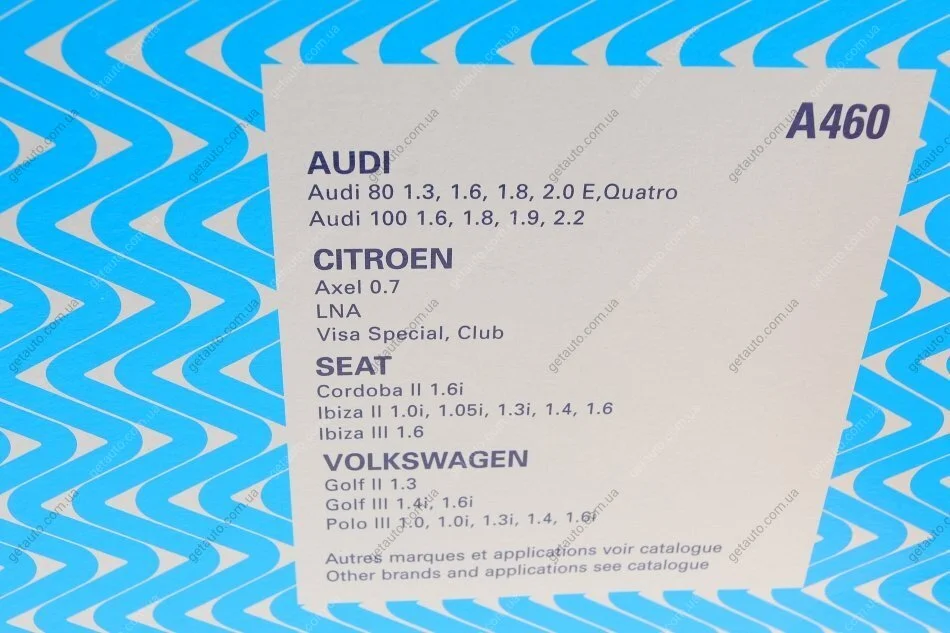 A460
AUDI
Audi 80 1.3, 1.6, 1.8, 2.0 E,Quatro
Audi 100 1.6, 1.8, 1.9, 2.2
CITROEN
Axel 0.7
LNA
Visa Special, Club
SEAT
Cordoba II 1.6i
Ibiza II 1.0i, 1.05i, 1.3i, 1.4, 1.6
Ibiza III 1.6
VOLKSWAGEN
Golf II 1.3
Golf III 1.4i, 1.6i
Polo III 1.0, 1.0i, 1.3i, 1.4, 1.6i
Autres marques et applications voir catalogue
Other brands and applications see catalogue
getauto.com.ua